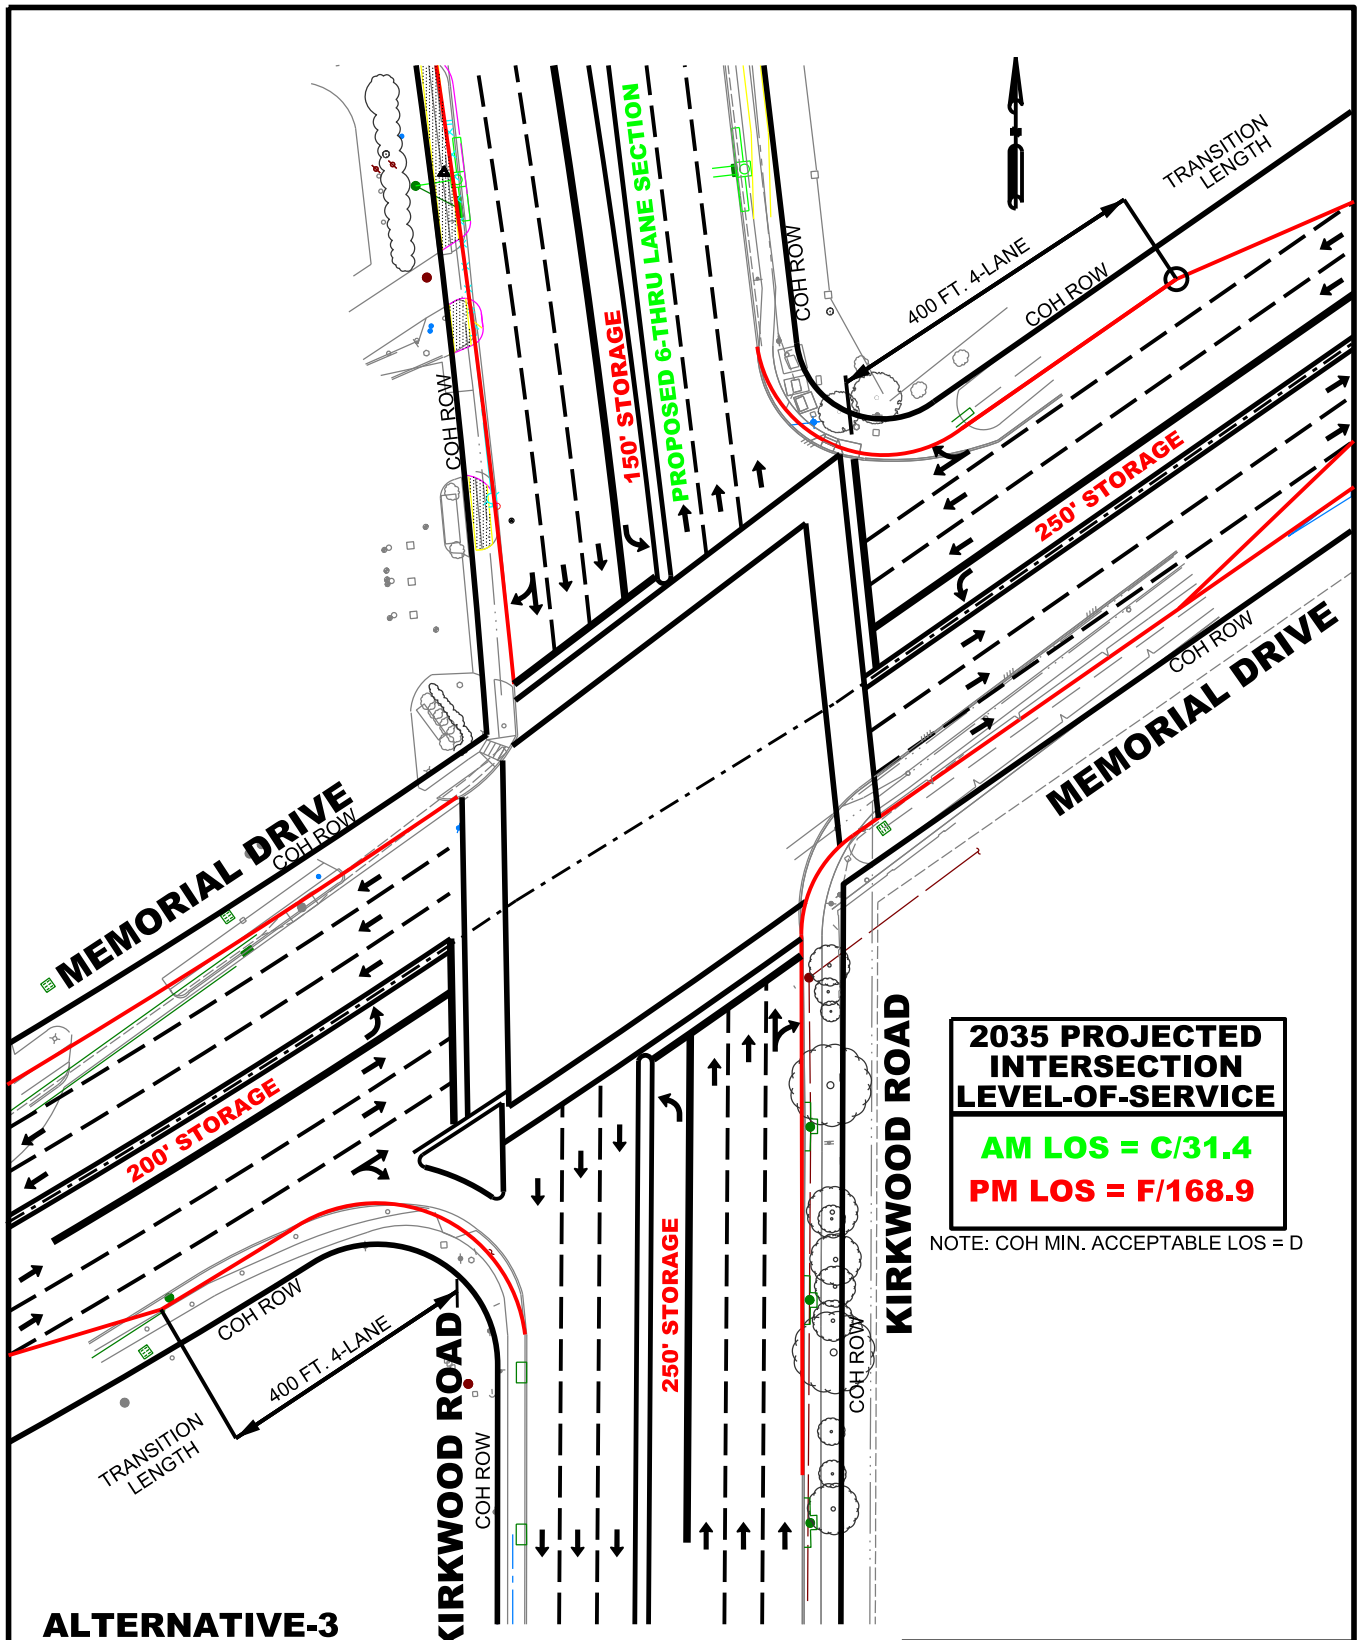 TRANSITION
LENGTH
400 FT. 4-LANE
COH ROW
COH ROW
COH ROW
150' STORAGE
PROPOSED 6-THRU LANE SECTION
250' STORAGE
COH ROW
MEMORIAL DRIVE
MEMORIAL DRIVE
COH ROW
200' STORAGE
KIRKWOOD ROAD
2035 PROJECTED
INTERSECTION
LEVEL-OF-SERVICE
AM LOS = C/31.4
PM LOS = F/168.9
NOTE: COH MIN. ACCEPTABLE LOS = D
250' STORAGE
COH ROW
COH ROW
400 FT. 4-LANE
TRANSITION
LENGTH
KIRKWOOD ROAD
COH ROW
ALTERNATIVE-3